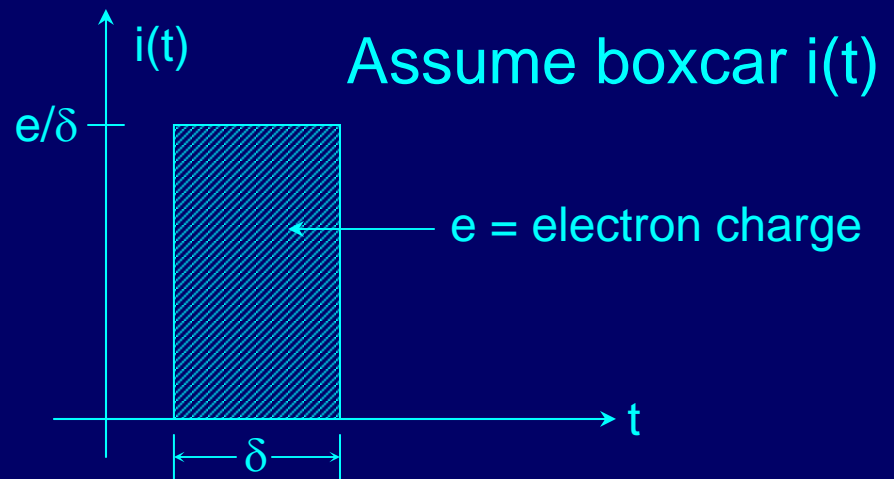 i(t)
Assume boxcar i(t)
e/δ
e = electron charge
t
δ